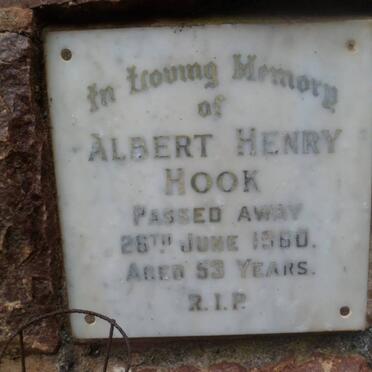 In Loving Memory
of
ALBERT HENRY
HOOK
PASSED AWAY
26TH JUNE 1960.
AGED 53 YEARS.
R.I.P.